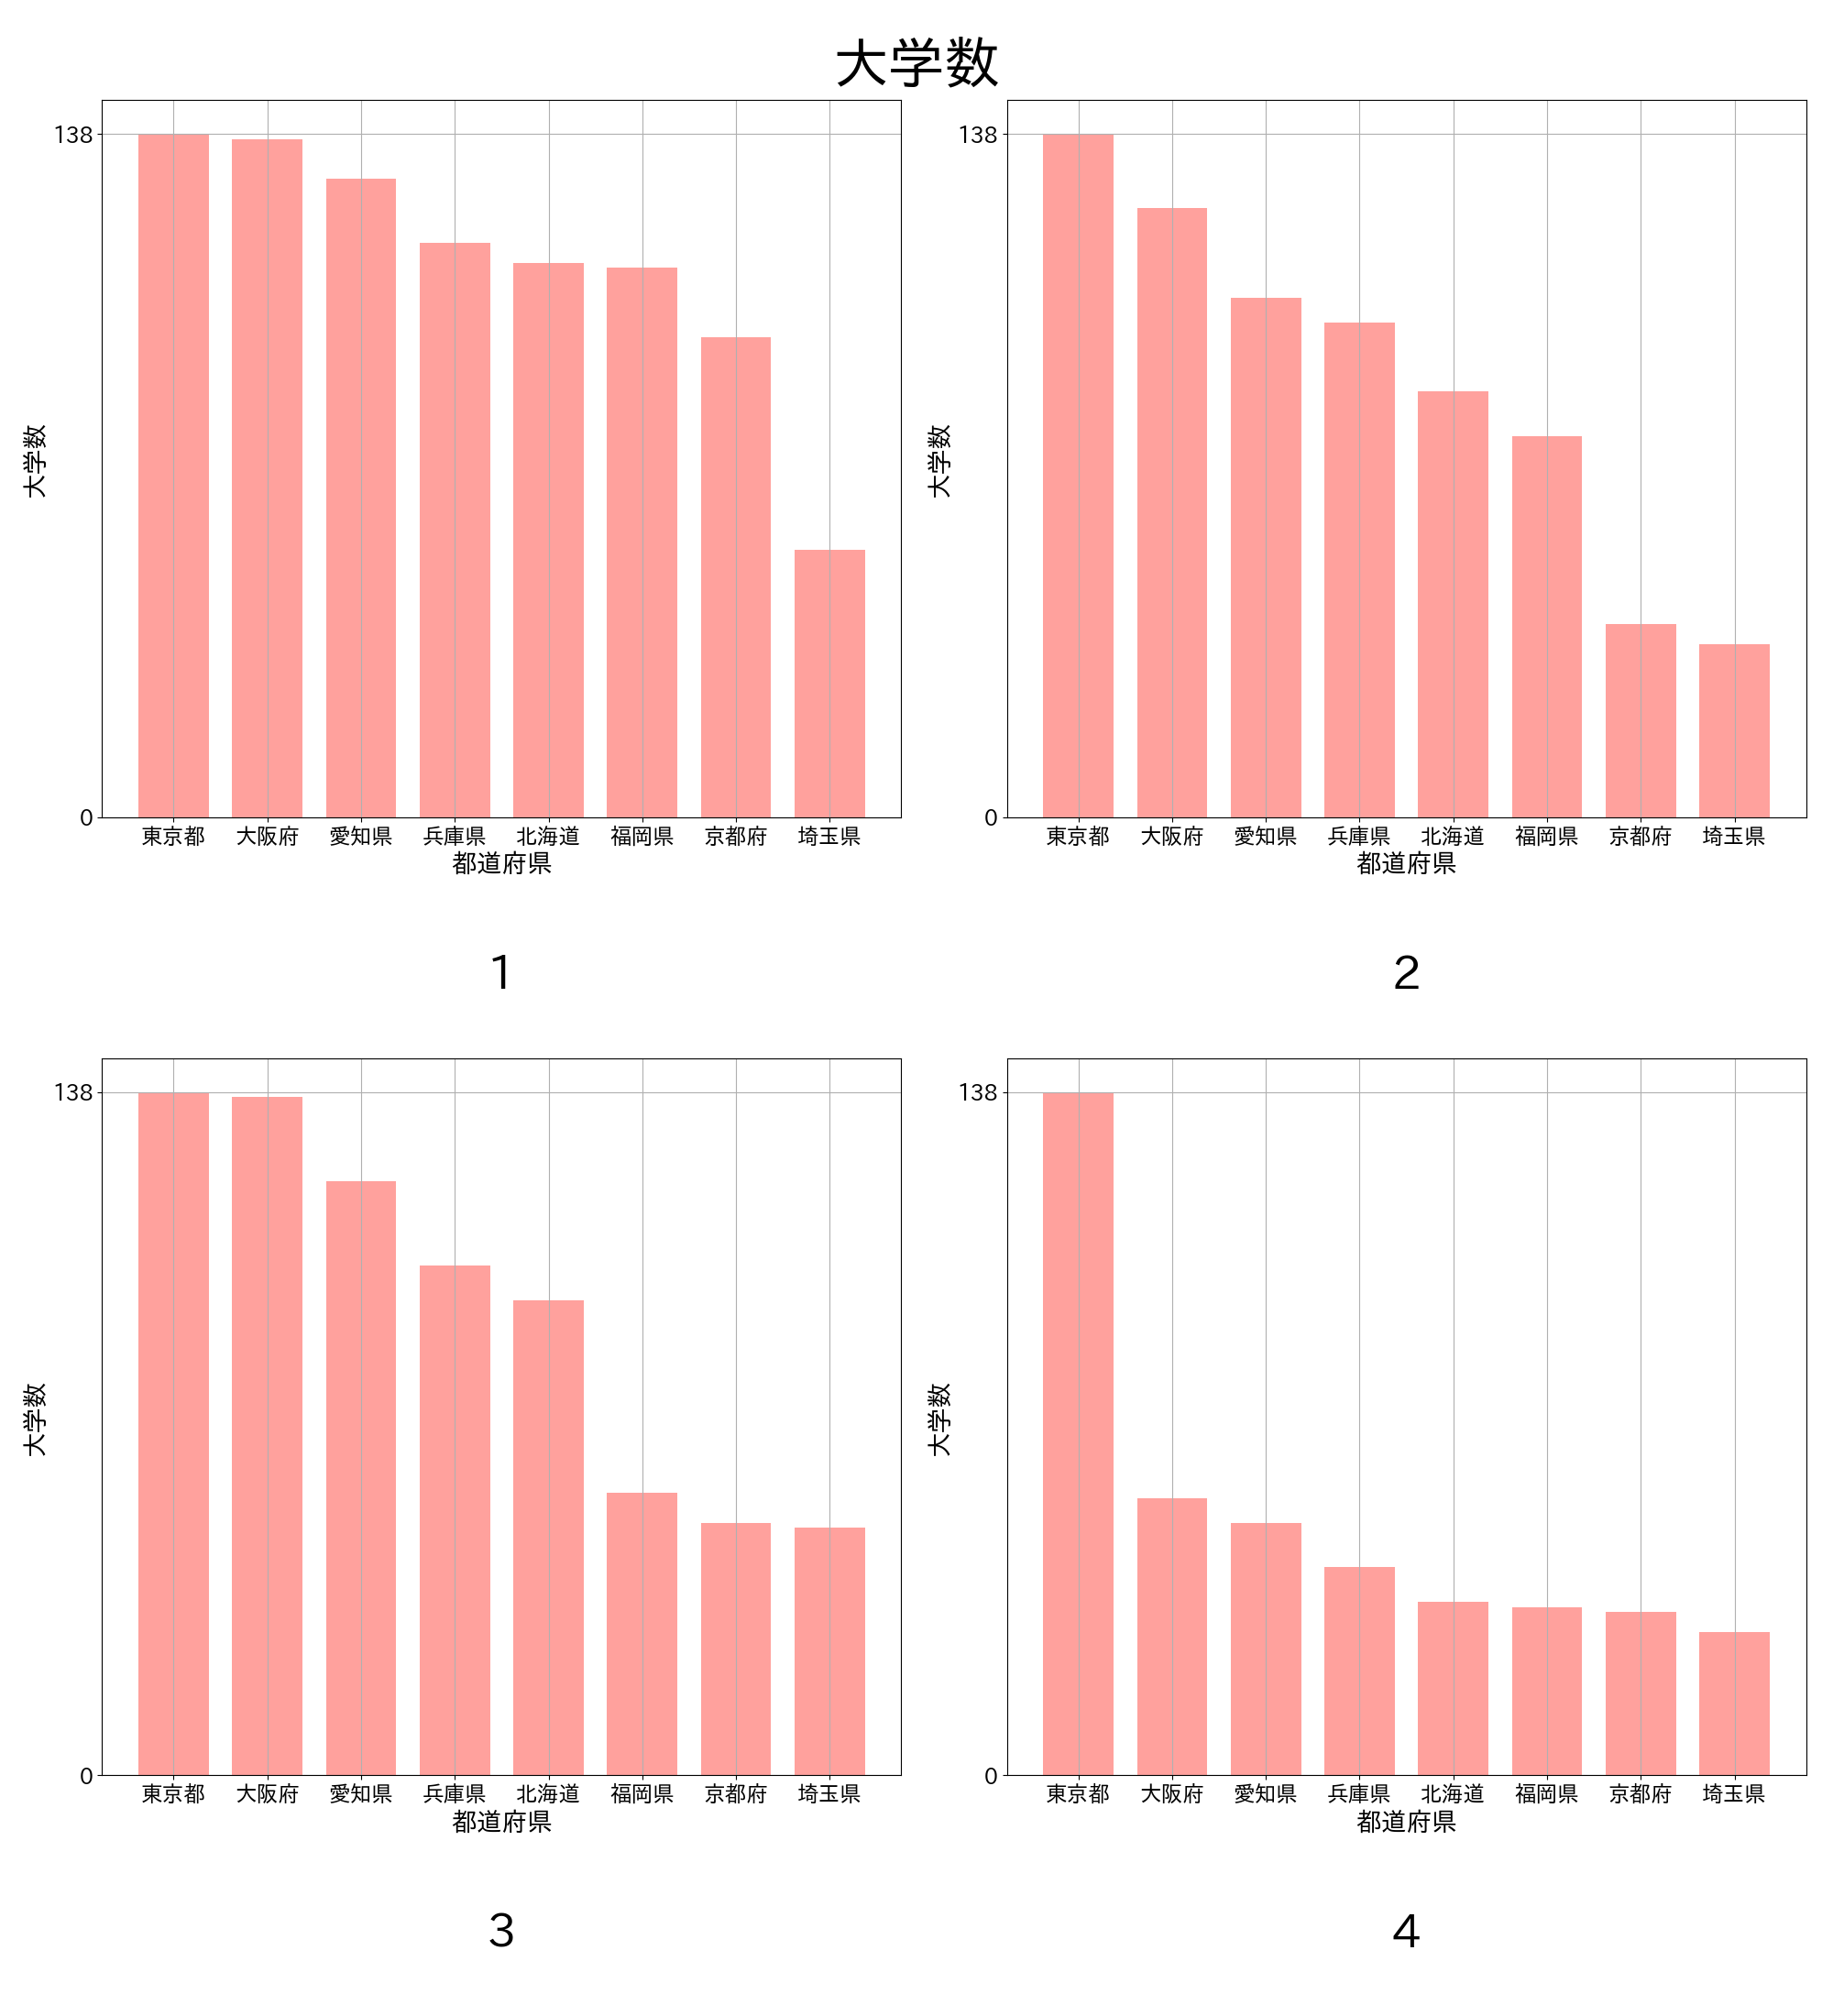 大学数
138
0
大学数
東京都 大阪府 愛知県 兵庫県 北海道 福岡県 京都府 埼玉県
都道府県
1
138
0
大学数
東京都 大阪府 愛知県 兵庫県 北海道 福岡県 京都府 埼玉県
都道府県
2
138
0
大学数
東京都 大阪府 愛知県 兵庫県 北海道 福岡県 京都府 埼玉県
都道府県
3
138
0
大学数
東京都 大阪府 愛知県 兵庫県 北海道 福岡県 京都府 埼玉県
都道府県
4